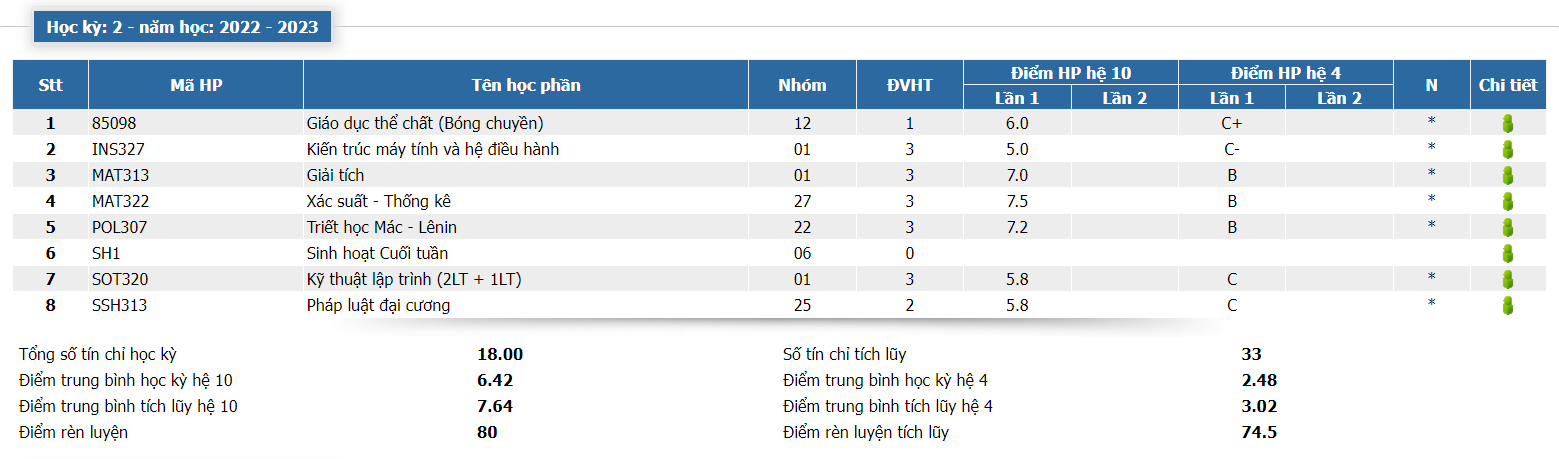 Học kỳ: 2 - năm học: 2022 - 2023
Stt Mã HP Tên học phần Nhóm ĐVHT Điểm HP hệ 10 Điểm HP hệ 4 N Chi tiết
Lần 1 Lần 2 Lần 1 Lần 2
1 85098 Giáo dục thể chất (Bóng chuyền) 12 1 6.0 C+ *
2 INS327 Kiến trúc máy tính và hệ điều hành 01 3 5.0 C- *
3 MAT313 Giải tích 01 3 7.0 B *
4 MAT322 Xác suất - Thống kê 27 3 7.5 B *
5 POL307 Triết học Mác - Lênin 22 3 7.2 B *
6 SH1 Sinh hoạt Cuối tuần 06 0
7 SOT320 Kỹ thuật lập trình (2LT + 1LT) 01 3 5.8 C *
8 SSH313 Pháp luật đại cương 25 2 5.8 C *
Tổng số tín chỉ học kỳ 18.00 Số tín chỉ tích lũy 33
Điểm trung bình học kỳ hệ 10 6.42 Điểm trung bình học kỳ hệ 4 2.48
Điểm trung bình tích lũy hệ 10 7.64 Điểm trung bình tích lũy hệ 4 3.02
Điểm rèn luyện 80 Điểm rèn luyện tích lũy 74.5